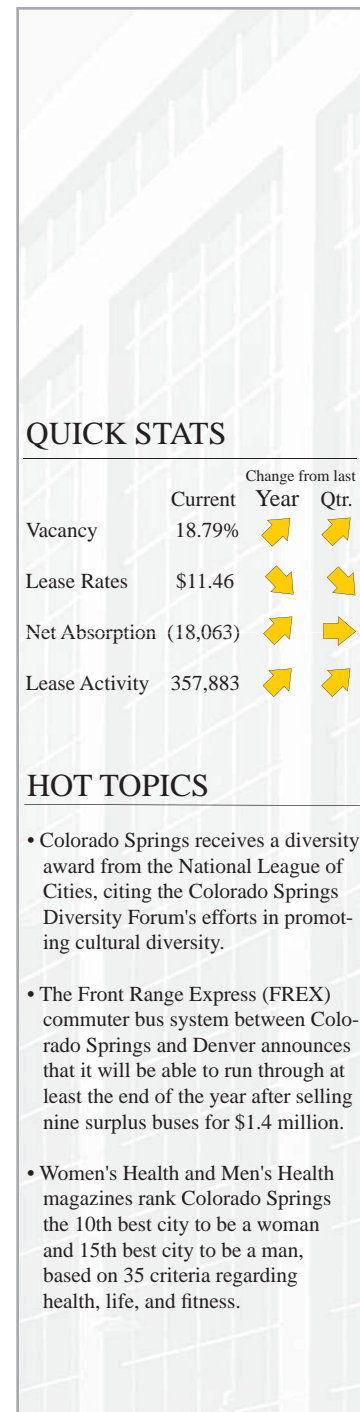 QUICK STATS
Change from last
Current Year Qtr.
Vacancy 18.79%
Lease Rates $11.46
Net Absorption (18,063)
Lease Activity 357,883
HOT TOPICS
• Colorado Springs receives a diversity
award from the National League of
Cities, citing the Colorado Springs
Diversity Forum's efforts in promot-
ing cultural diversity.
• The Front Range Express (FREX)
commuter bus system between Colo-
rado Springs and Denver announces
that it will be able to run through at
least the end of the year after selling
nine surplus buses for $1.4 million.
• Women's Health and Men's Health
magazines rank Colorado Springs
the 10th best city to be a woman
and 15th best city to be a man,
based on 35 criteria regarding
health, life, and fitness.